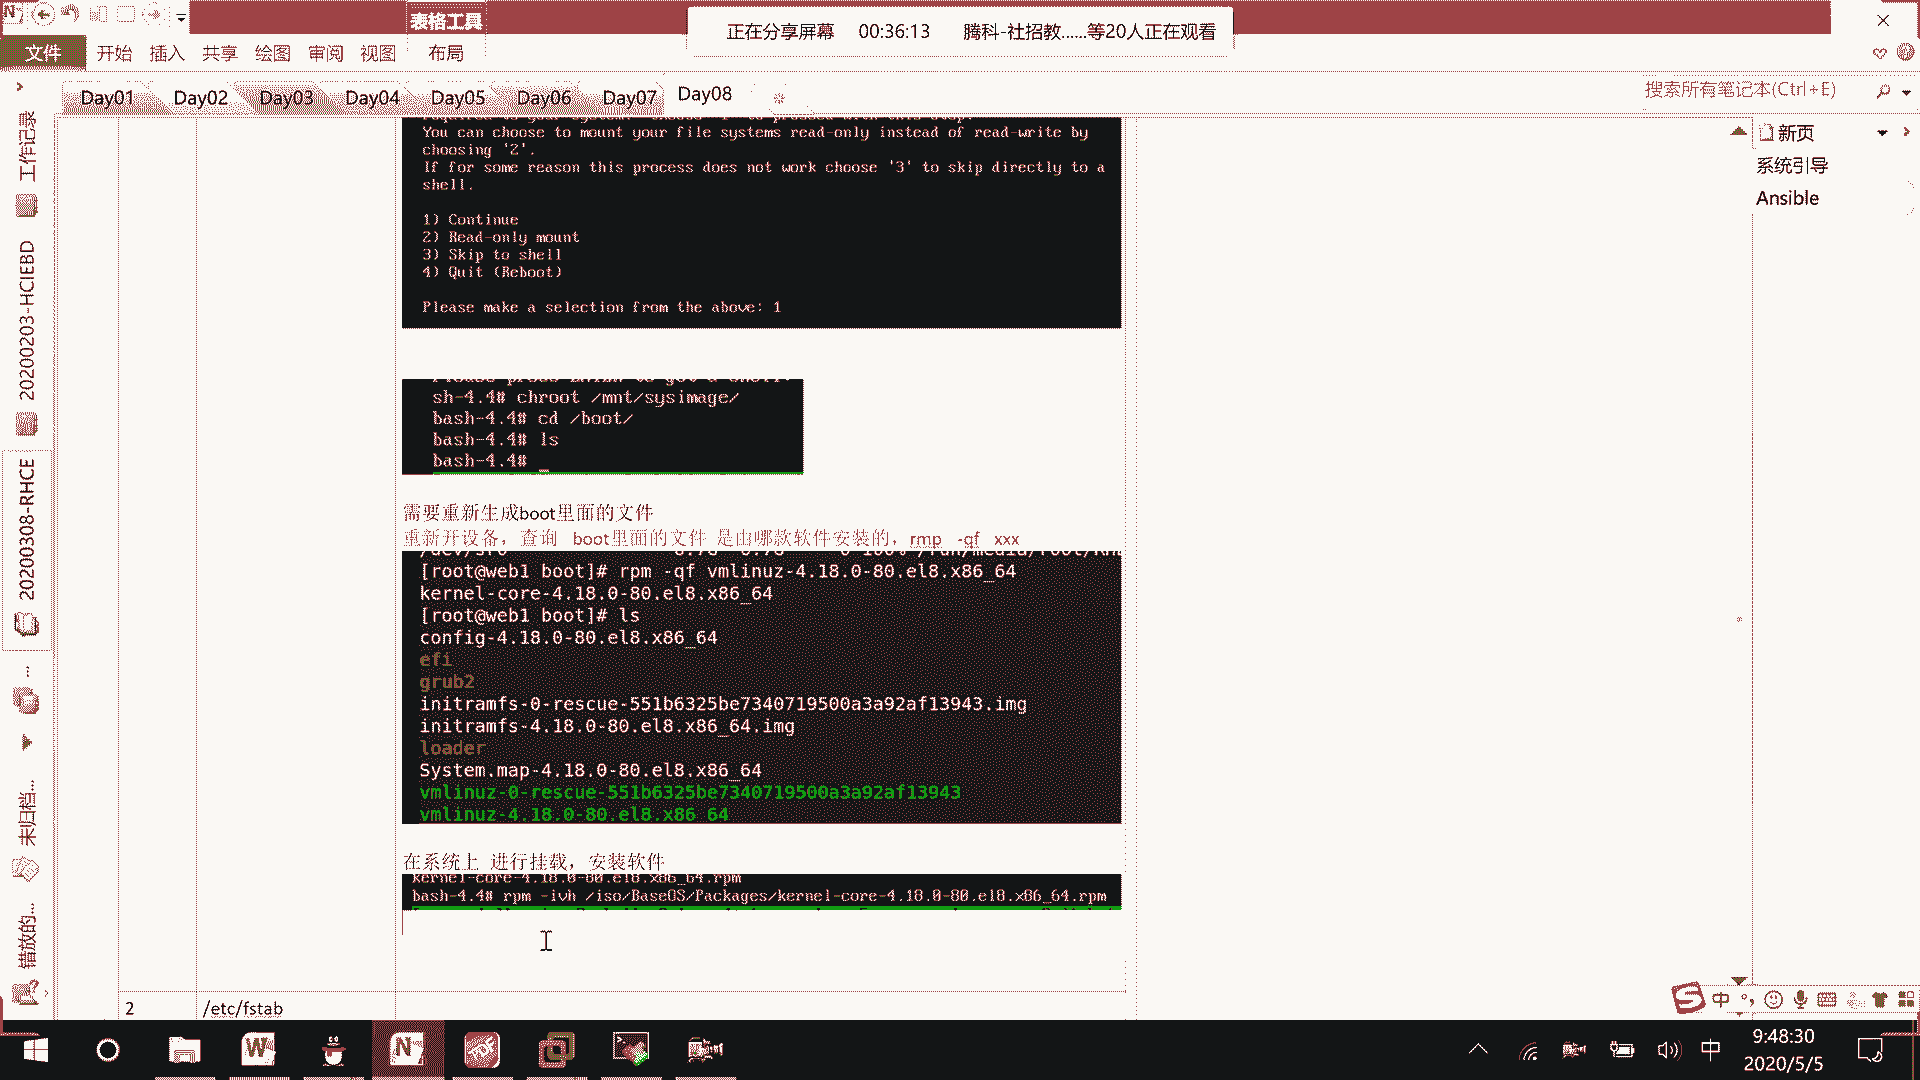 表格工具
正在分享屏幕 00:36:13 腾科-社招教......等20人正在观看
文件 开始 插入 共享 绘图 审阅 视图 布局
Day01 Day02 Day03 Day04 Day05 Day06 Day07 Day08
搜索所有笔记本(Ctrl+E)
工作记录
20200203-HCIEBD
20200308-RHCE
...
未归档...
错放的...
新页
系统引导
Ansible
You can choose to mount your file systems read-only instead of read-write by
choosing '2'.
If for some reason this process does not work choose '3' to skip directly to a
shell.
1) Continue
2) Read-only mount
3) Skip to shell
4) Quit (Reboot)
Please make a selection from the above: 1
sh-4.4# chroot /mnt/sysimage/
bash-4.4# cd /boot/
bash-4.4# ls
bash-4.4#
需要重新生成boot里面的文件
重新开设备，查询 boot里面的文件 是由哪款软件安装的，rmp -qf xxx
[root@web1 boot]# rpm -qf vmlinuz-4.18.0-80.el8.x86_64
kernel-core-4.18.0-80.el8.x86_64
[root@web1 boot]# ls
config-4.18.0-80.el8.x86_64
efi
grub2
initramfs-0-rescue-551b6325be7340719500a3a92af13943.img
initramfs-4.18.0-80.el8.x86_64.img
loader
System.map-4.18.0-80.el8.x86_64
vmlinuz-0-rescue-551b6325be7340719500a3a92af13943
vmlinuz-4.18.0-80.el8.x86_64
在系统上 进行挂载，安装软件
kernel-core-4.18.0-80.el8.x86_64.rpm
bash-4.4# rpm -ivh /iso/BaseOS/Packages/kernel-core-4.18.0-80.el8.x86_64.rpm
2 /etc/fstab
中
中
9:48:30
2020/5/5